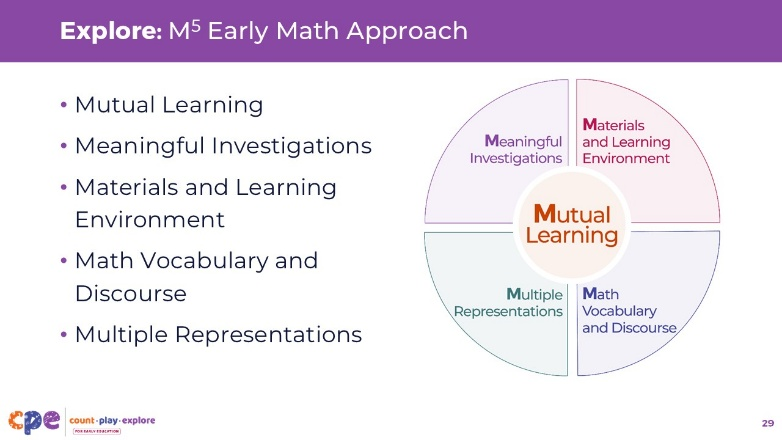 Explore: M⁵ Early Math Approach
• Mutual Learning
• Meaningful Investigations
• Materials and Learning
Environment
• Math Vocabulary and
Discourse
• Multiple Representations
Meaningful
Investigations
Materials
and Learning
Environment
Mutual
Learning
Multiple
Representations
Math
Vocabulary
and Discourse
cpe
count·play·explore
FOR EARLY EDUCATION
29